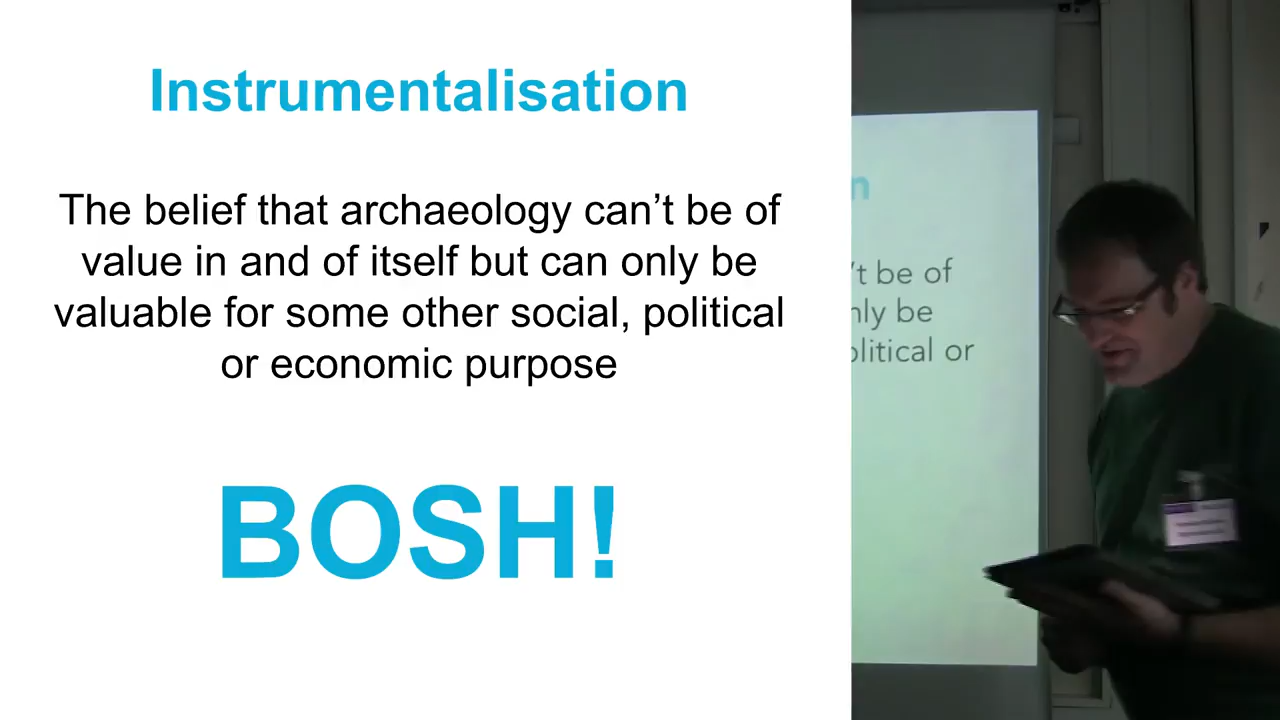 Instrumentalisation
The belief that archaeology can’t be of
value in and of itself but can only be
valuable for some other social, political
or economic purpose
BOSH!
n
’t be of
nly be
olitical or